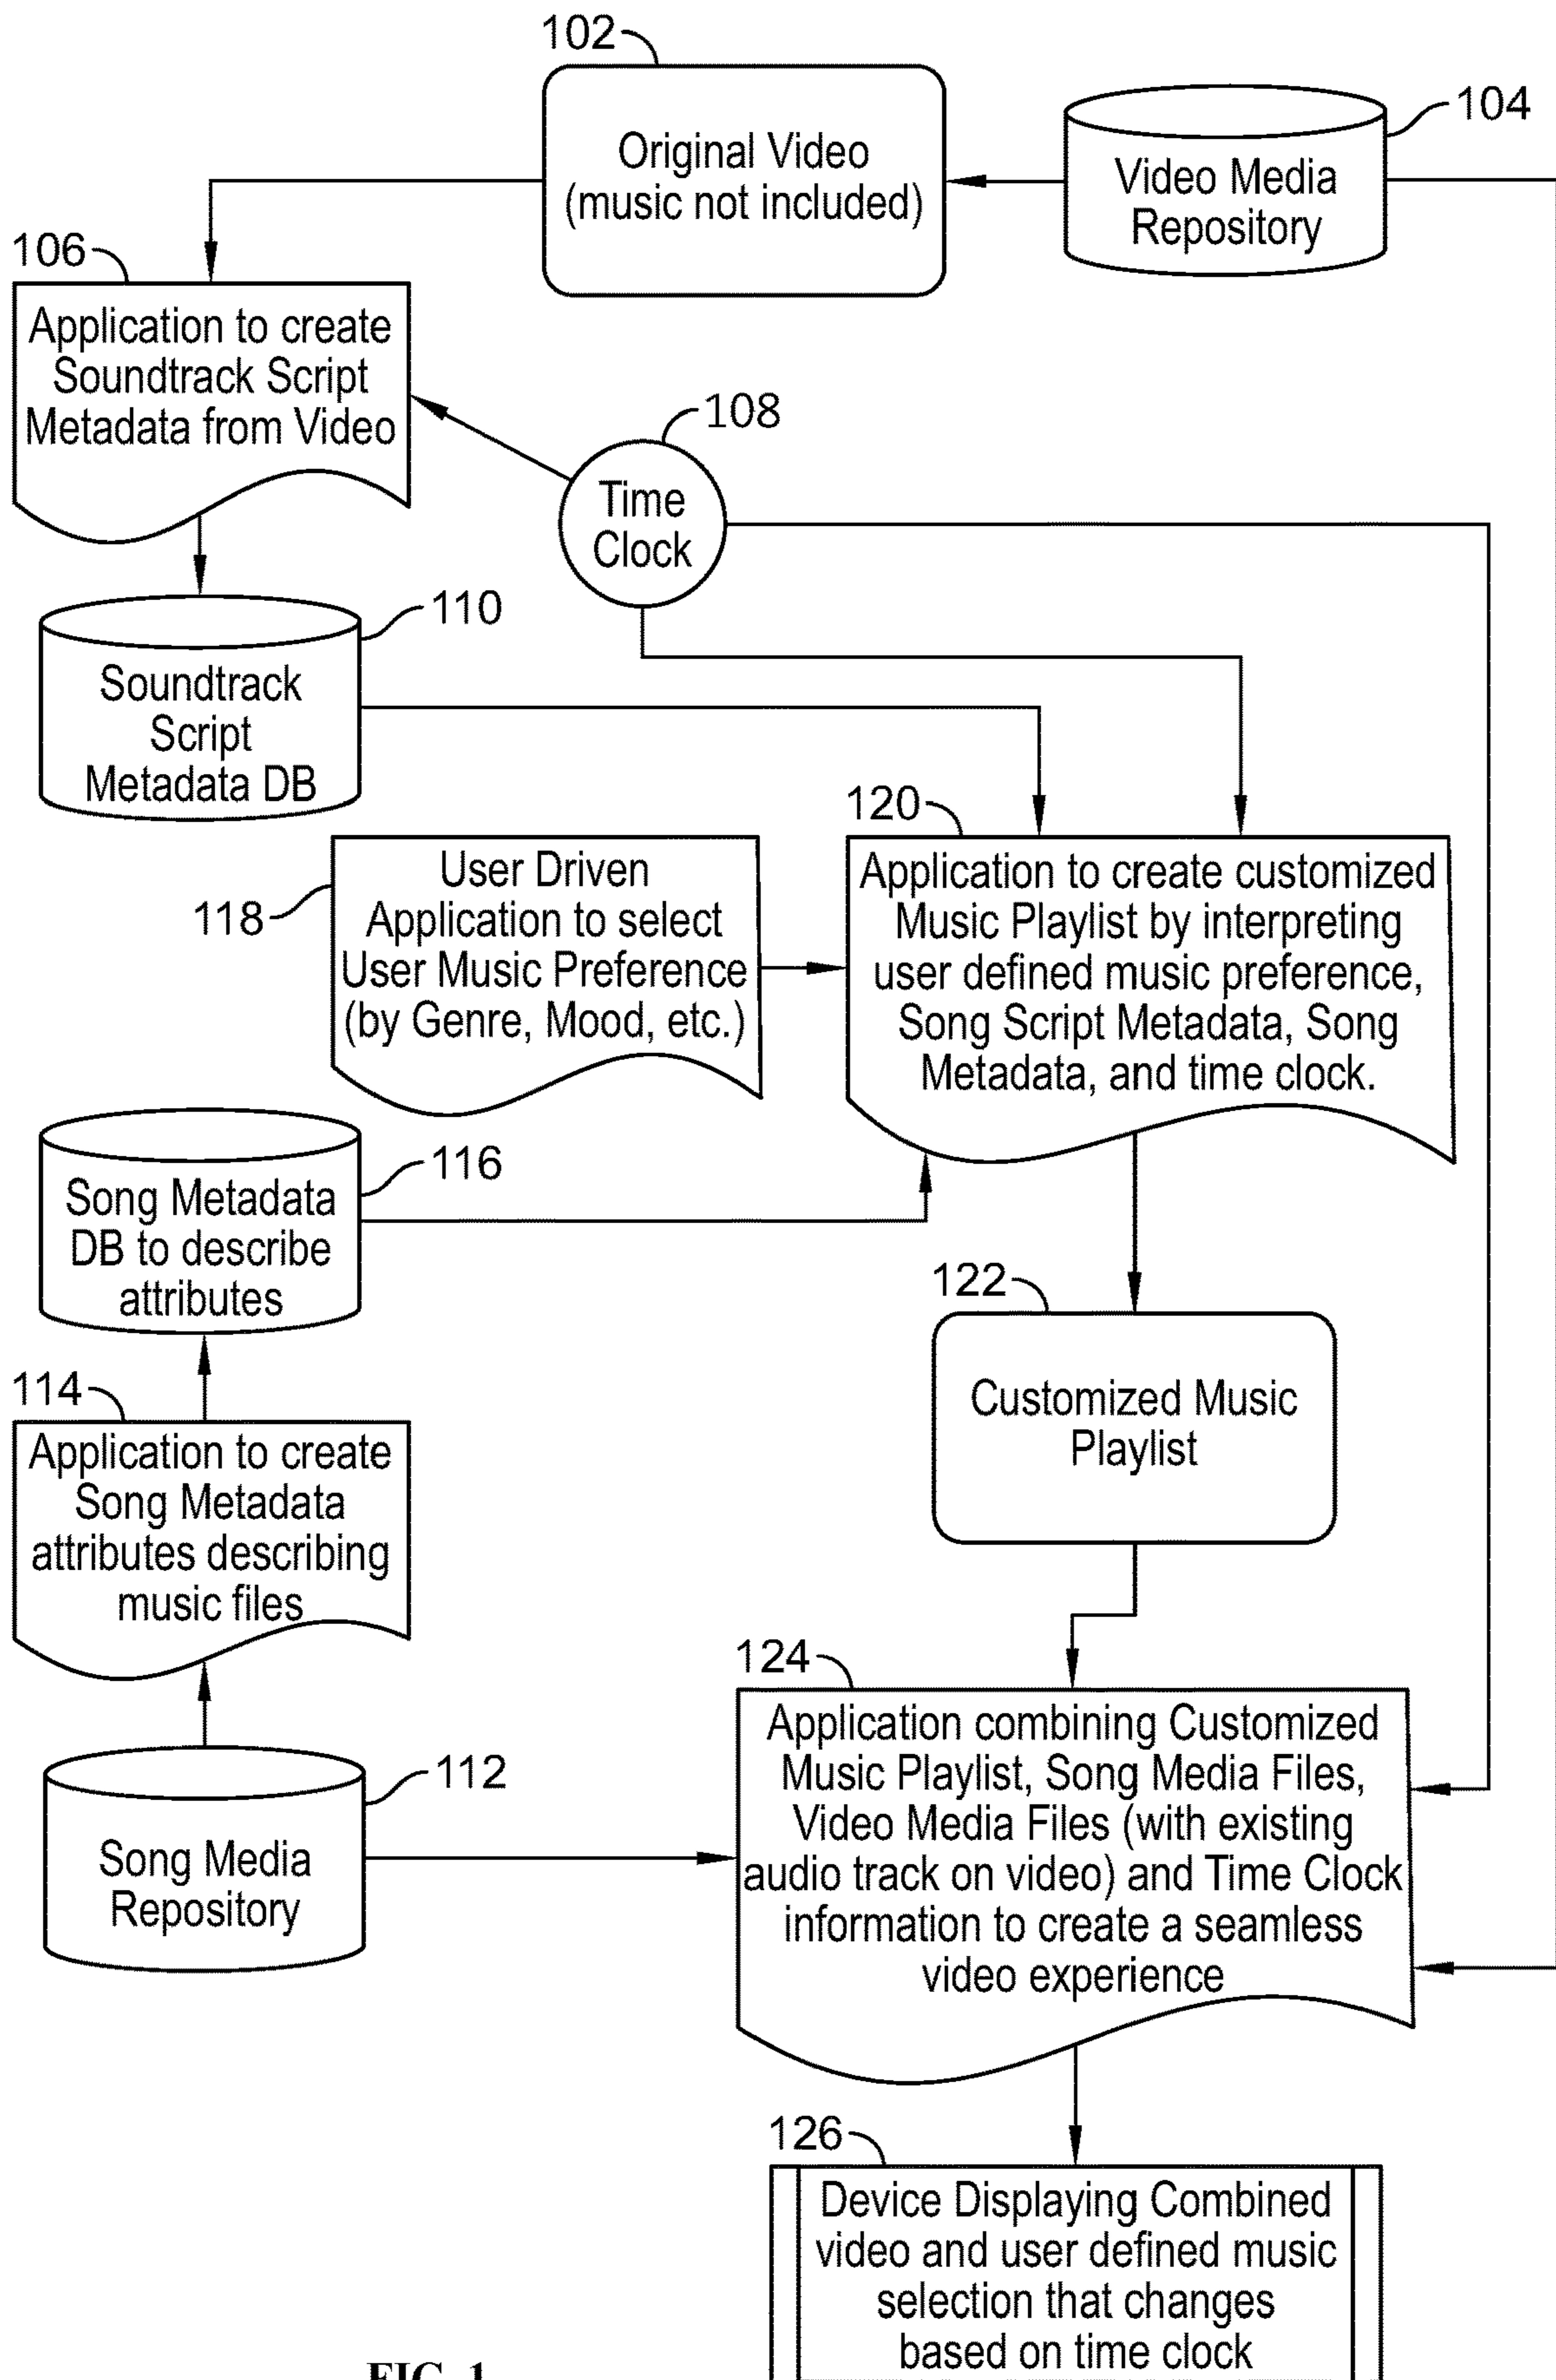 102
Original Video
(music not included)
104
Video Media
Repository
106
Application to create
Soundtrack Script
Metadata from Video
108
Time
Clock
110
Soundtrack
Script
Metadata DB
118
User Driven
Application to select
User Music Preference
(by Genre, Mood, etc.)
120
Application to create customized
Music Playlist by interpreting
user defined music preference,
Song Script Metadata, Song
Metadata, and time clock.
116
Song Metadata
DB to describe
attributes
122
Customized Music
Playlist
114
Application to create
Song Metadata
attributes describing
music files
112
Song Media
Repository
124
Application combining Customized
Music Playlist, Song Media Files,
Video Media Files (with existing
audio track on video) and Time Clock
information to create a seamless
video experience
126
Device Displaying Combined
video and user defined music
selection that changes
based on time clock
FIG. 1